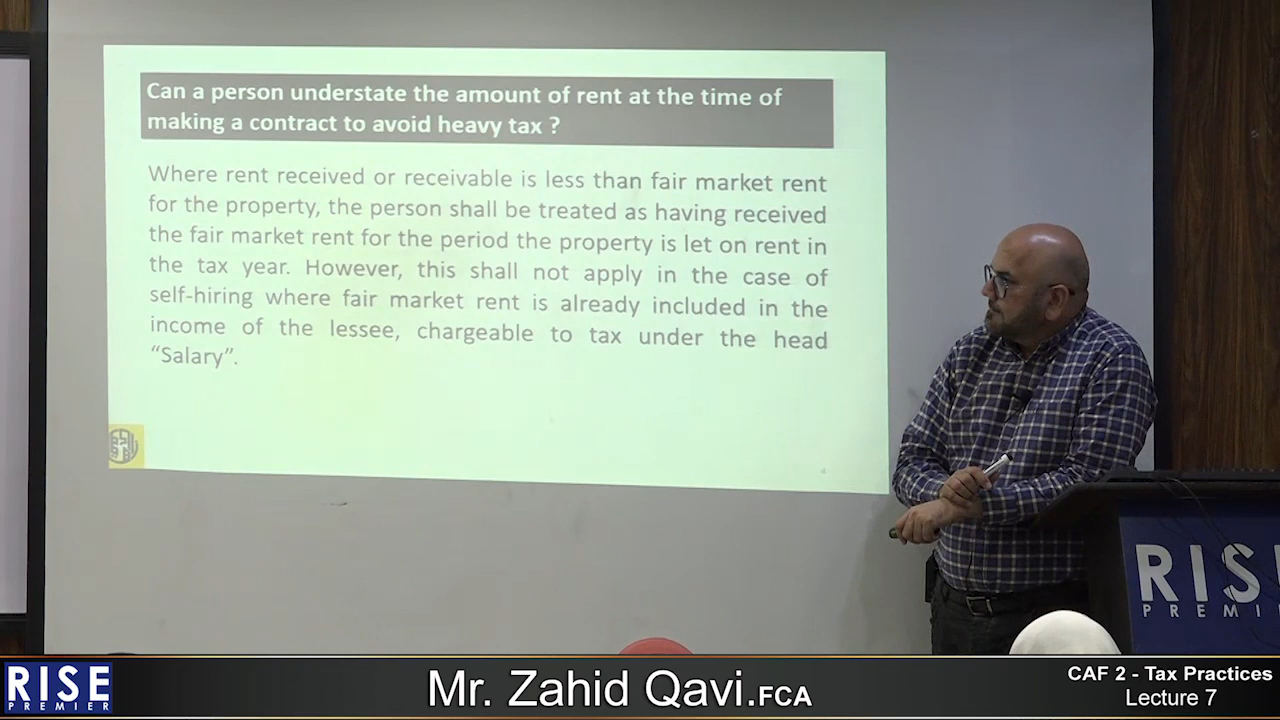 Can a person understate the amount of rent at the time of
making a contract to avoid heavy tax ?
Where rent received or receivable is less than fair market rent
for the property, the person shall be treated as having received
the fair market rent for the period the property is let on rent in
the tax year. However, this shall not apply in the case of
self-hiring where fair market rent is already included in the
income of the lessee, chargeable to tax under the head
“Salary”.
RIS
PREMI
RISE
PREMIER
Mr. Zahid Qavi.FCA
CAF 2 - Tax Practices
Lecture 7